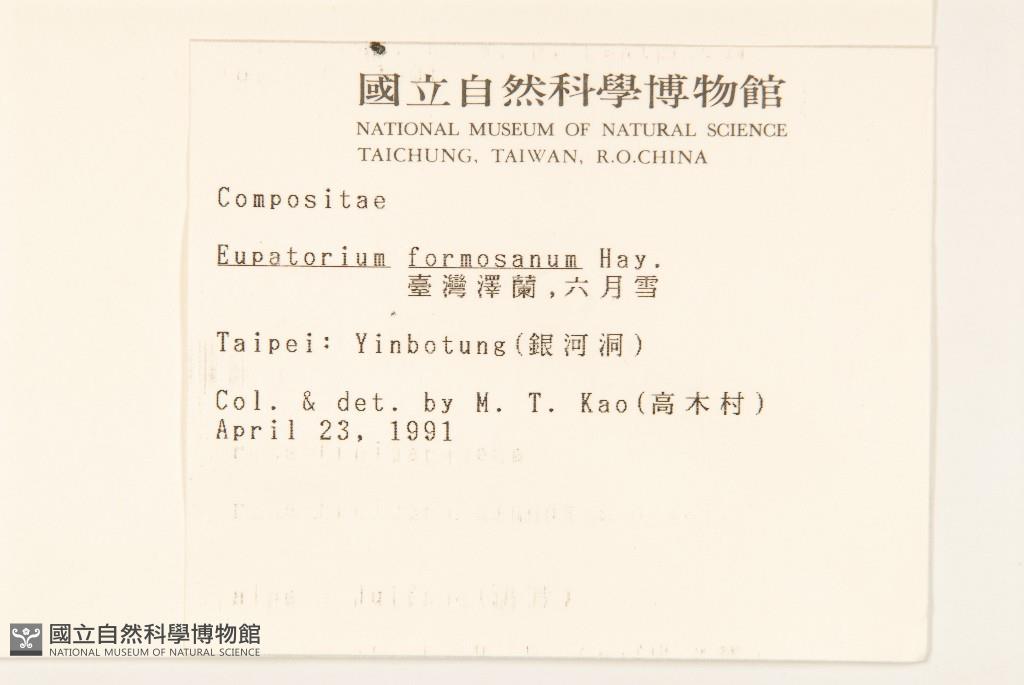 國立自然科學博物館
NATIONAL MUSEUM OF NATURAL SCIENCE
TAICHUNG, TAIWAN, R.O.CHINA
Compositae
Eupatorium formosanum Hay.
臺灣澤蘭,六月雪
Taipei: Yinbotung(銀河洞)
Col. & det. by M. T. Kao(高木村)
April 23, 1991
國立自然科學博物館
NATIONAL MUSEUM OF NATURAL SCIENCE